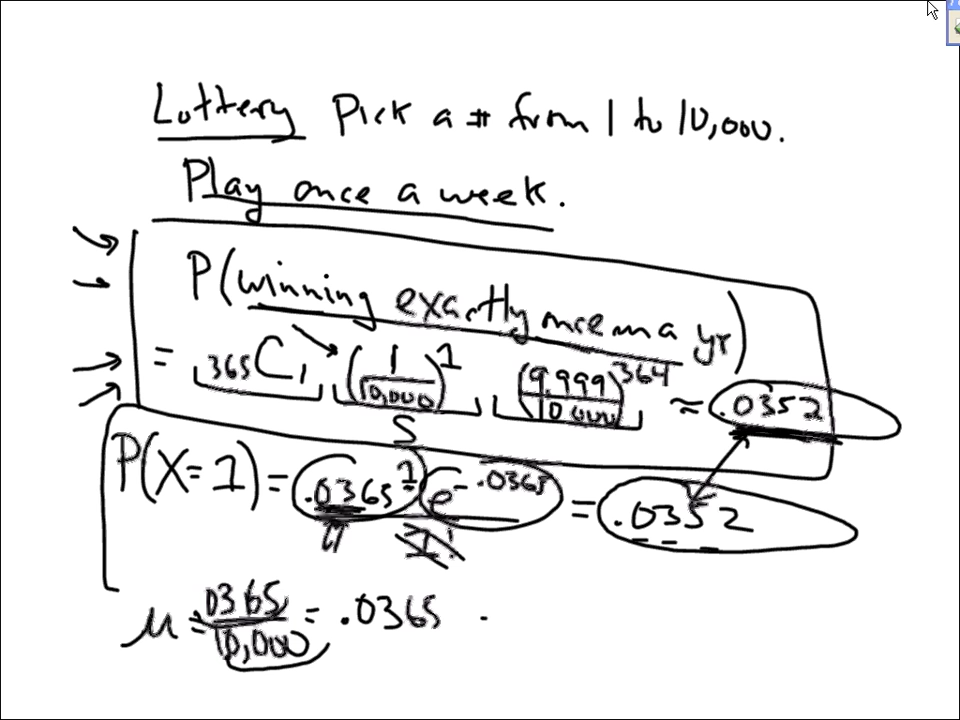 Lottery Pick a # from 1 to 10,000.
Play once a week.
P(winning exactly once in a yr)
= 365C1 (1/10,000)^1 (9,999/10,000)^364 ≈ .0352
S
P(X=1) = .0365^1 e^-.0365 / 1! = .0352
μ = 0365/10,000 = .0365